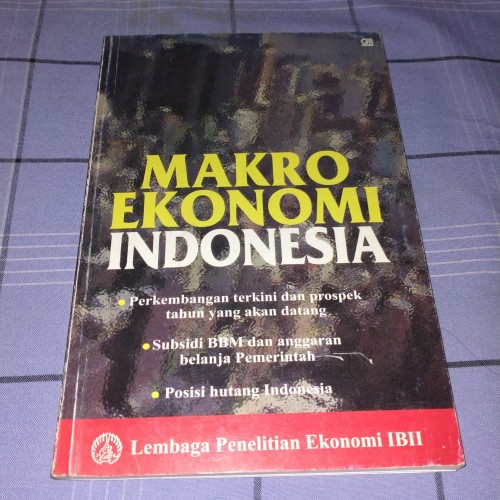 MAKRO
EKONOMI
INDONESIA
• Perkembangan terkini dan prospek
tahun yang akan datang
• Subsidi BBM dan anggaran
belanja Pemerintah
• Posisi hutang Indonesia
Lembaga Penelitian Ekonomi IBII